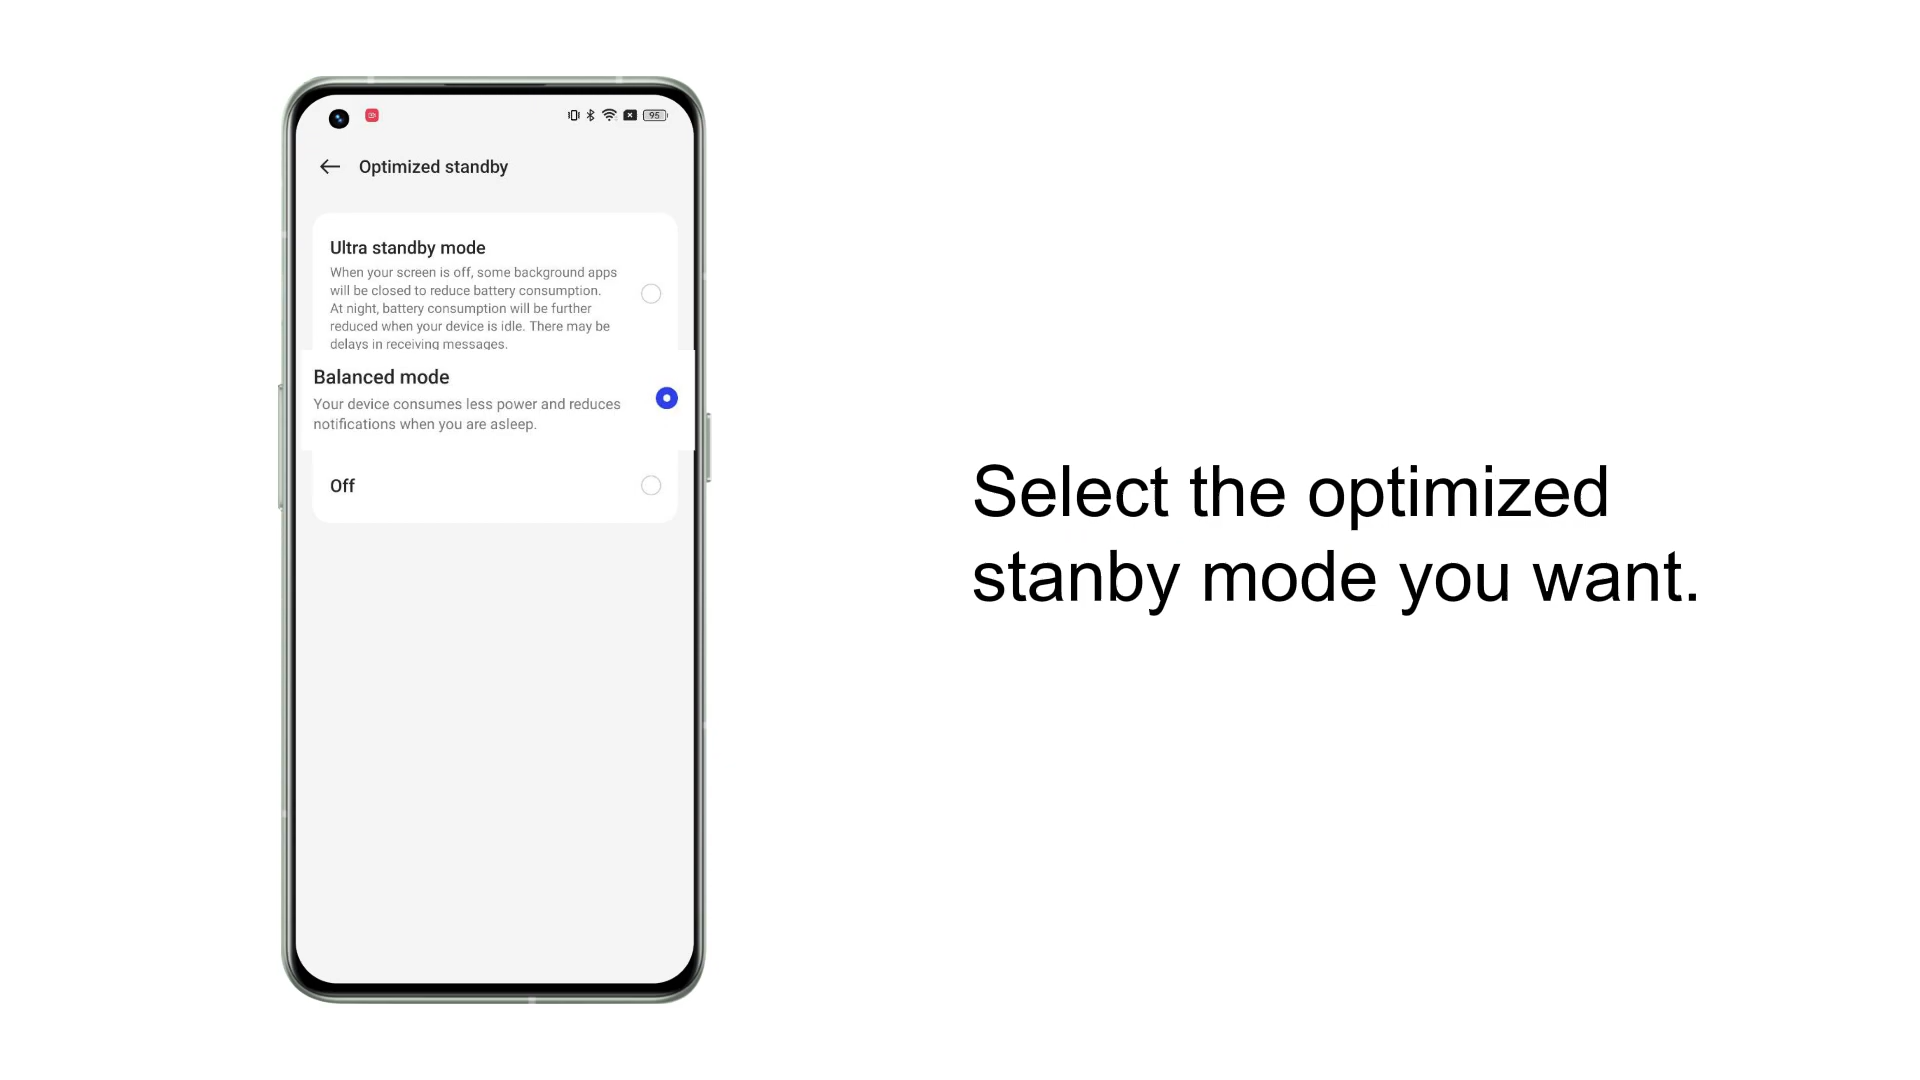 95
Optimized standby
Ultra standby mode
When your screen is off, some background apps
will be closed to reduce battery consumption.
At night, battery consumption will be further
reduced when your device is idle. There may be
delays in receiving messages.
Balanced mode
Your device consumes less power and reduces
notifications when you are asleep.
Off
Select the optimized
stanby mode you want.